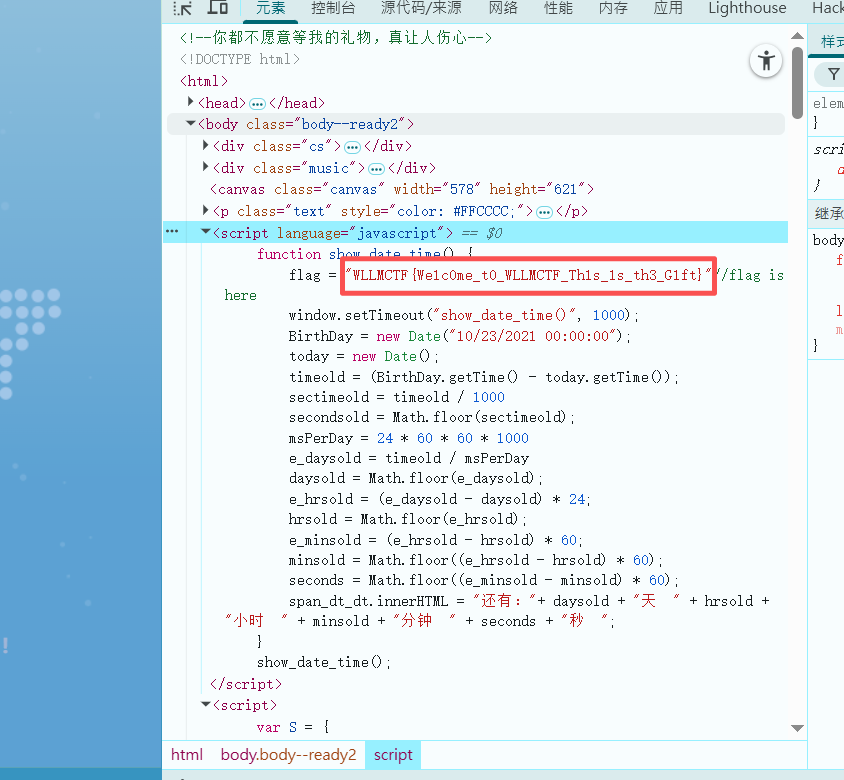 元素 控制台 源代码/来源 网络 性能 内存 应用 Lighthouse Hack
<!--你都不愿意等我的礼物，真让人伤心-->
<!DOCTYPE html>
<html>
<head>…</head>
<body class="body--ready2">
<div class="cs">…</div>
<div class="music">…</div>
<canvas class="canvas" width="578" height="621">
<p class="text" style="color: #FFCCCC;">…</p>
… <script language="javascript"> == $0
function show_date_time() {
flag = "WLLMCTF{We1c0me_t0_WLLMCTF_Th1s_1s_th3_G1ft}"//flag is
here
window.setTimeout("show_date_time()", 1000);
BirthDay = new Date("10/23/2021 00:00:00");
today = new Date();
timeold = (BirthDay.getTime() - today.getTime());
sectimeold = timeold / 1000
secondsold = Math.floor(sectimeold);
msPerDay = 24 * 60 * 60 * 1000
e_daysold = timeold / msPerDay
daysold = Math.floor(e_daysold);
e_hrsold = (e_daysold - daysold) * 24;
hrsold = Math.floor(e_hrsold);
e_minsold = (e_hrsold - hrsold) * 60;
minsold = Math.floor((e_hrsold - hrsold) * 60);
seconds = Math.floor((e_minsold - minsold) * 60);
span_dt_dt.innerHTML = "还有："+ daysold + "天  " + hrsold +
"小时  " + minsold + "分钟  " + seconds + "秒  ";
}
show_date_time();
</script>
<script>
var S = {
html body.body--ready2 script
样式
elem
}
scri
}
继承
body
f
l
m
}
!